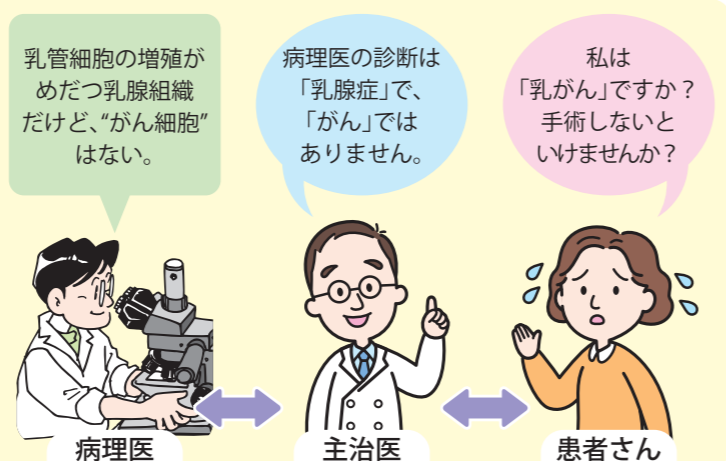 乳管細胞の増殖が
めだつ乳腺組織
だけど、“がん細胞”
はない。
病理医の診断は
「乳腺症」で、
「がん」では
ありません。
私は
「乳がん」ですか？
手術しないと
いけませんか？
病理医
主治医
患者さん